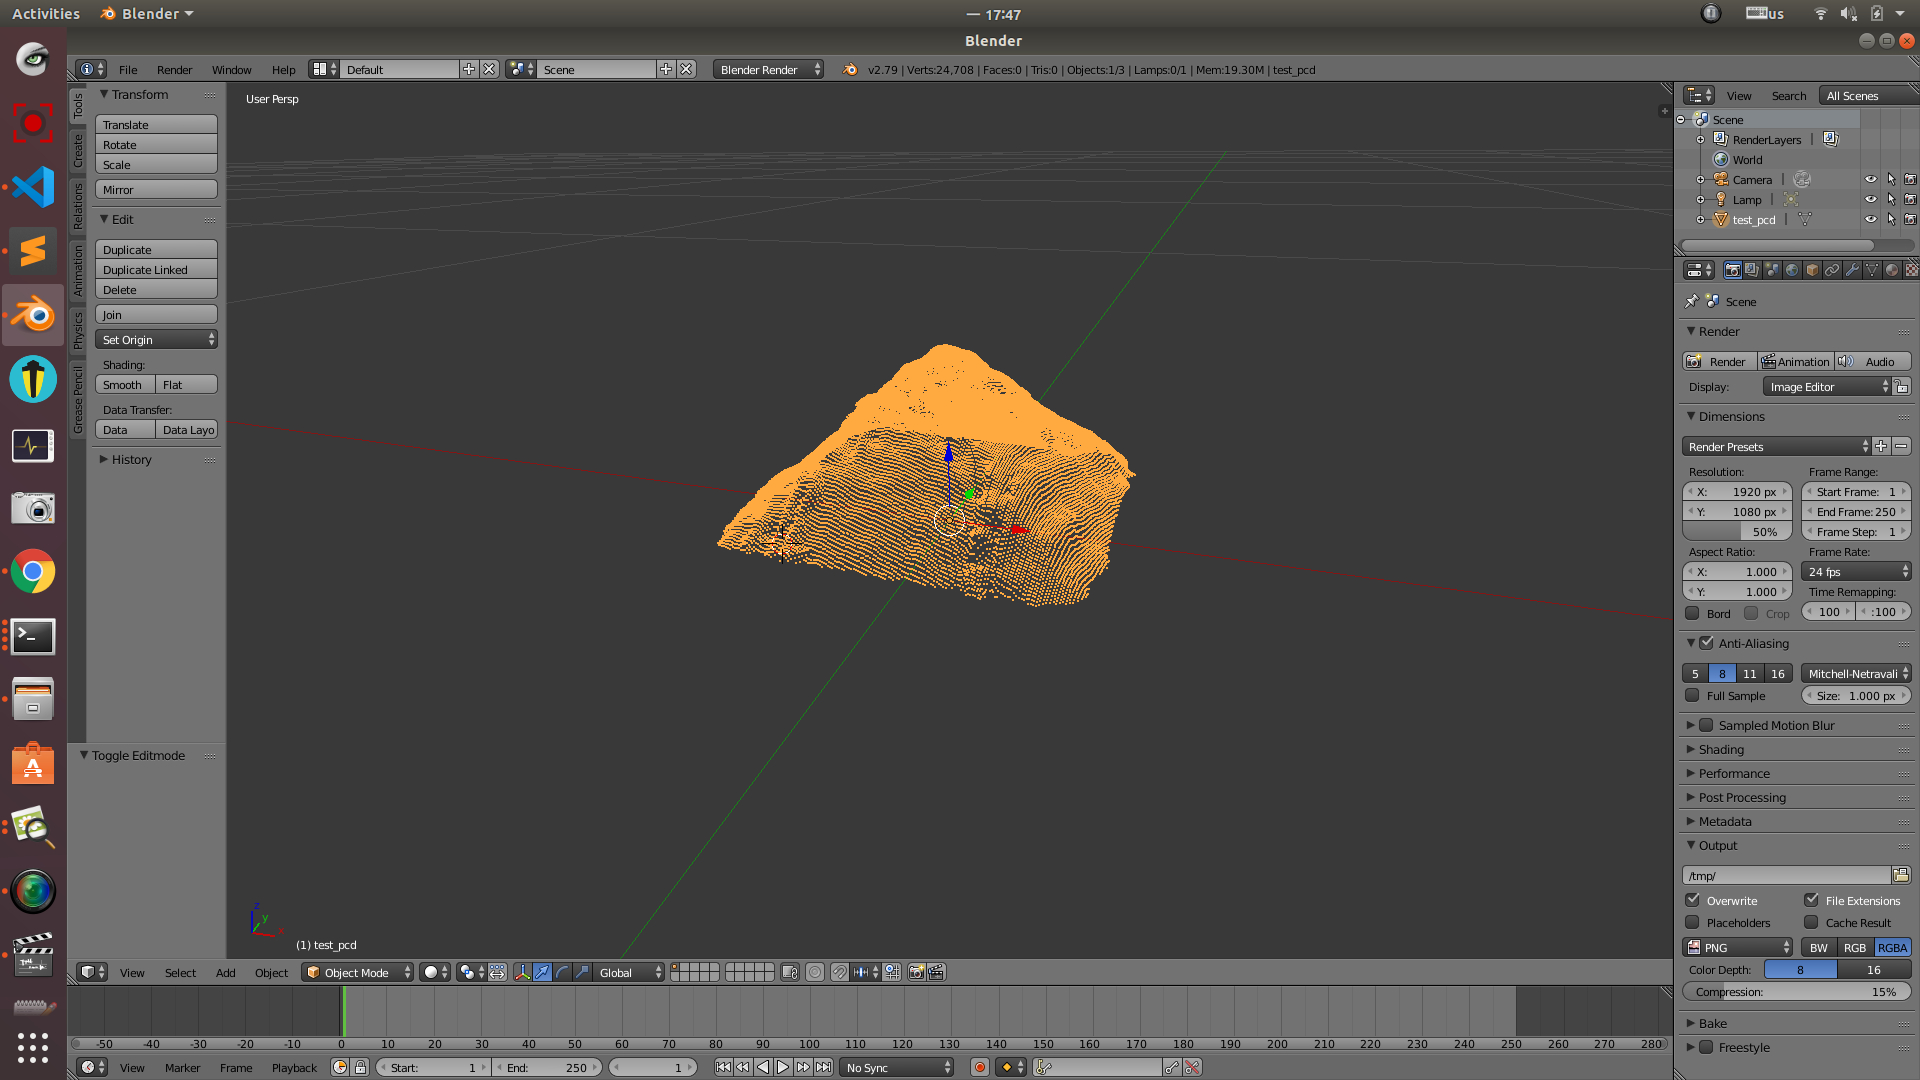 Activities Blender — 17:47 us
Blender
File Render Window Help Default Scene Blender Render v2.79 | Verts:24,708 | Faces:0 | Tris:0 | Objects:1/3 | Lamps:0/1 | Mem:19.30M | test_pcd
Tools
Create
Relations
Animation
Physics
Grease Pencil
Transform
Translate
Rotate
Scale
Mirror
Edit
Duplicate
Duplicate Linked
Delete
Join
Set Origin
Shading:
Smooth Flat
Data Transfer:
Data Data Layo
History
Toggle Editmode
User Persp
z
y
x
(1) test_pcd
View Select Add Object Object Mode Global
-50 -40 -30 -20 -10 0 10 20 30 40 50 60 70 80 90 100 110 120 130 140 150 160 170 180 190 200 210 220 230 240 250 260 270 280
View Marker Frame Playback Start: 1 End: 250 1 No Sync
View Search All Scenes
Scene
RenderLayers |
World
Camera |
Lamp |
test_pcd |
Scene
Render
Render Animation Audio
Display: Image Editor
Dimensions
Render Presets
Resolution: Frame Range:
X: 1920 px Start Frame: 1
Y: 1080 px End Frame: 250
50% Frame Step: 1
Aspect Ratio: Frame Rate:
X: 1.000 24 fps
Y: 1.000 Time Remapping:
Bord Crop 100 :100
Anti-Aliasing
5 8 11 16 Mitchell-Netravali
Full Sample Size: 1.000 px
Sampled Motion Blur
Shading
Performance
Post Processing
Metadata
Output
/tmp/
Overwrite File Extensions
Placeholders Cache Result
PNG BW RGB RGBA
Color Depth: 8 16
Compression: 15%
Bake
Freestyle